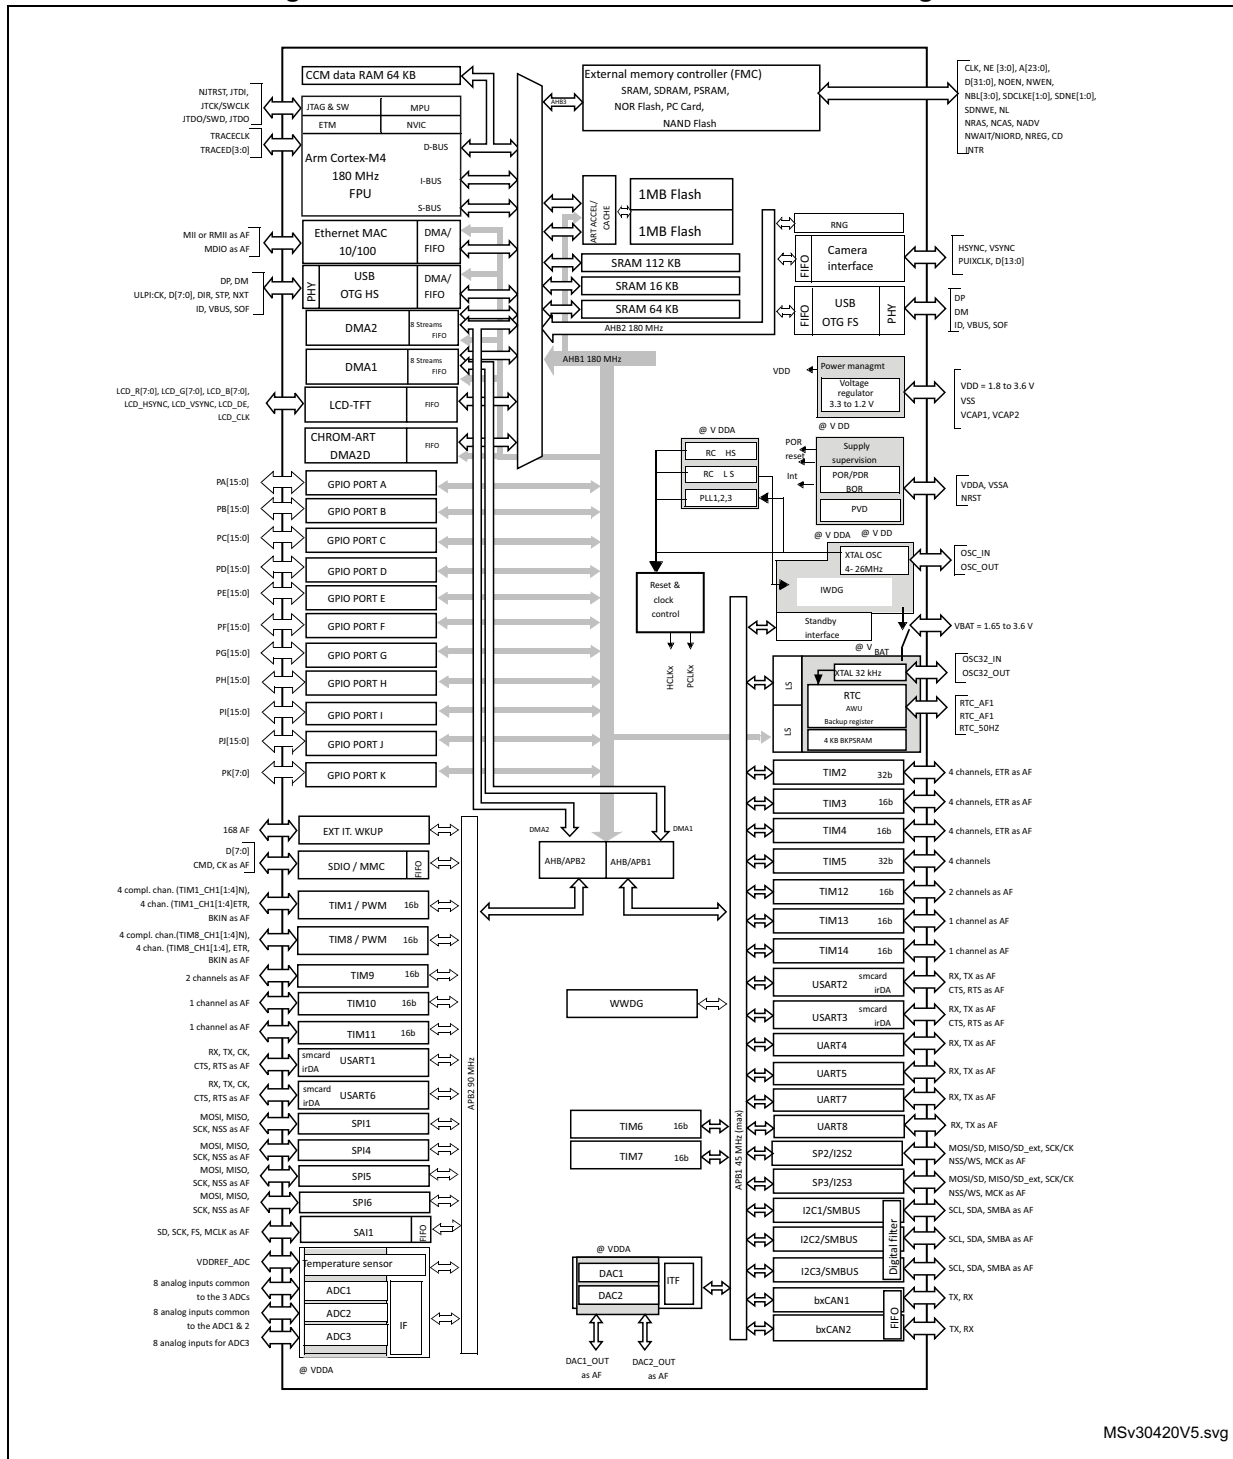 CCM data RAM 64 KB
External memory controller (FMC)
SRAM, SDRAM, PSRAM,
NOR Flash, PC Card,
NAND Flash
AHB3
CLK, NE [3:0], A[23:0],
D[31:0], NOEN, NWEN,
NBL[3:0], SDCLKE[1:0], SDNE[1:0],
SDNWE, NL
NRAS, NCAS, NADV
NWAIT/NIORD, NREG, CD
INTR
NJTRST, JTDI,
JTCK/SWCLK
JTDO/SWD, JTDO
JTAG & SW
MPU
ETM
NVIC
TRACECLK
TRACED[3:0]
D-BUS
Arm Cortex-M4
180 MHz
FPU
I-BUS
S-BUS
ART ACCEL/
CACHE
1MB Flash
1MB Flash
MII or RMII as AF
MDIO as AF
Ethernet MAC
10/100
DMA/
FIFO
SRAM 112 KB
SRAM 16 KB
SRAM 64 KB
AHB2 180 MHz
RNG
FIFO
Camera
interface
HSYNC, VSYNC
PUIXCLK, D[13:0]
DP, DM
ULPI:CK, D[7:0], DIR, STP, NXT
ID, VBUS, SOF
PHY
USB
OTG HS
DMA/
FIFO
FIFO
USB
OTG FS
PHY
DP
DM
ID, VBUS, SOF
DMA2
8 Streams
FIFO
DMA1
8 Streams
FIFO
AHB1 180 MHz
LCD_R[7:0], LCD_G[7:0], LCD_B[7:0],
LCD_HSYNC, LCD_VSYNC, LCD_DE,
LCD_CLK
LCD-TFT
FIFO
CHROM-ART
DMA2D
FIFO
VDD
Power managmt
Voltage
regulator
3.3 to 1.2 V
VDD = 1.8 to 3.6 V
VSS
VCAP1, VCAP2
@ V DDA
@ V DD
RC HS
RC L S
PLL1,2,3
POR
reset
Int
Supply
supervision
POR/PDR
BOR
PVD
VDDA, VSSA
NRST
@ V DDA
@ V DD
XTAL OSC
4- 26MHz
OSC_IN
OSC_OUT
IWDG
Reset &
clock
control
HCLKx
PCLKx
Standby
interface
VBAT = 1.65 to 3.6 V
@ V BAT
LS
LS
XTAL 32 kHz
OSC32_IN
OSC32_OUT
RTC
AWU
Backup register
4 KB BKPSRAM
RTC_AF1
RTC_AF1
RTC_50HZ
PA[15:0]
GPIO PORT A
PB[15:0]
GPIO PORT B
PC[15:0]
GPIO PORT C
PD[15:0]
GPIO PORT D
PE[15:0]
GPIO PORT E
PF[15:0]
GPIO PORT F
PG[15:0]
GPIO PORT G
PH[15:0]
GPIO PORT H
PI[15:0]
GPIO PORT I
PJ[15:0]
GPIO PORT J
PK[7:0]
GPIO PORT K
DMA2
DMA1
AHB/APB2
AHB/APB1
168 AF
EXT IT. WKUP
D[7:0]
CMD, CK as AF
SDIO / MMC
FIFO
4 compl. chan. (TIM1_CH1[1:4]N),
4 chan. (TIM1_CH1[1:4]ETR,
BKIN as AF
TIM1 / PWM
16b
4 compl. chan.(TIM8_CH1[1:4]N),
4 chan. (TIM8_CH1[1:4], ETR,
BKIN as AF
TIM8 / PWM
16b
2 channels as AF
TIM9
16b
1 channel as AF
TIM10
16b
1 channel as AF
TIM11
16b
RX, TX, CK,
CTS, RTS as AF
smcard
irDA
USART1
RX, TX, CK,
CTS, RTS as AF
smcard
irDA
USART6
MOSI, MISO,
SCK, NSS as AF
SPI1
MOSI, MISO,
SCK, NSS as AF
SPI4
MOSI, MISO,
SCK, NSS as AF
SPI5
MOSI, MISO,
SCK, NSS as AF
SPI6
SD, SCK, FS, MCLK as AF
SAI1
FIFO
VDDREF_ADC
Temperature sensor
8 analog inputs common
to the 3 ADCs
ADC1
8 analog inputs common
to the ADC1 & 2
ADC2
8 analog inputs for ADC3
ADC3
IF
@ VDDA
APB2 90 MHz
WWDG
TIM6
16b
TIM7
16b
@ VDDA
DAC1
DAC2
ITF
DAC1_OUT
as AF
DAC2_OUT
as AF
APB1 45 MHz (max)
TIM2
32b
4 channels, ETR as AF
TIM3
16b
4 channels, ETR as AF
TIM4
16b
4 channels, ETR as AF
TIM5
32b
4 channels
TIM12
16b
2 channels as AF
TIM13
16b
1 channel as AF
TIM14
16b
1 channel as AF
USART2
smcard
irDA
RX, TX as AF
CTS, RTS as AF
USART3
smcard
irDA
RX, TX as AF
CTS, RTS as AF
UART4
RX, TX as AF
UART5
RX, TX as AF
UART7
RX, TX as AF
UART8
RX, TX as AF
SP2/I2S2
MOSI/SD, MISO/SD_ext, SCK/CK
NSS/WS, MCK as AF
SP3/I2S3
MOSI/SD, MISO/SD_ext, SCK/CK
NSS/WS, MCK as AF
I2C1/SMBUS
SCL, SDA, SMBA as AF
I2C2/SMBUS
SCL, SDA, SMBA as AF
I2C3/SMBUS
SCL, SDA, SMBA as AF
Digital filter
bxCAN1
TX, RX
bxCAN2
TX, RX
FIFO
MSv30420V5.svg